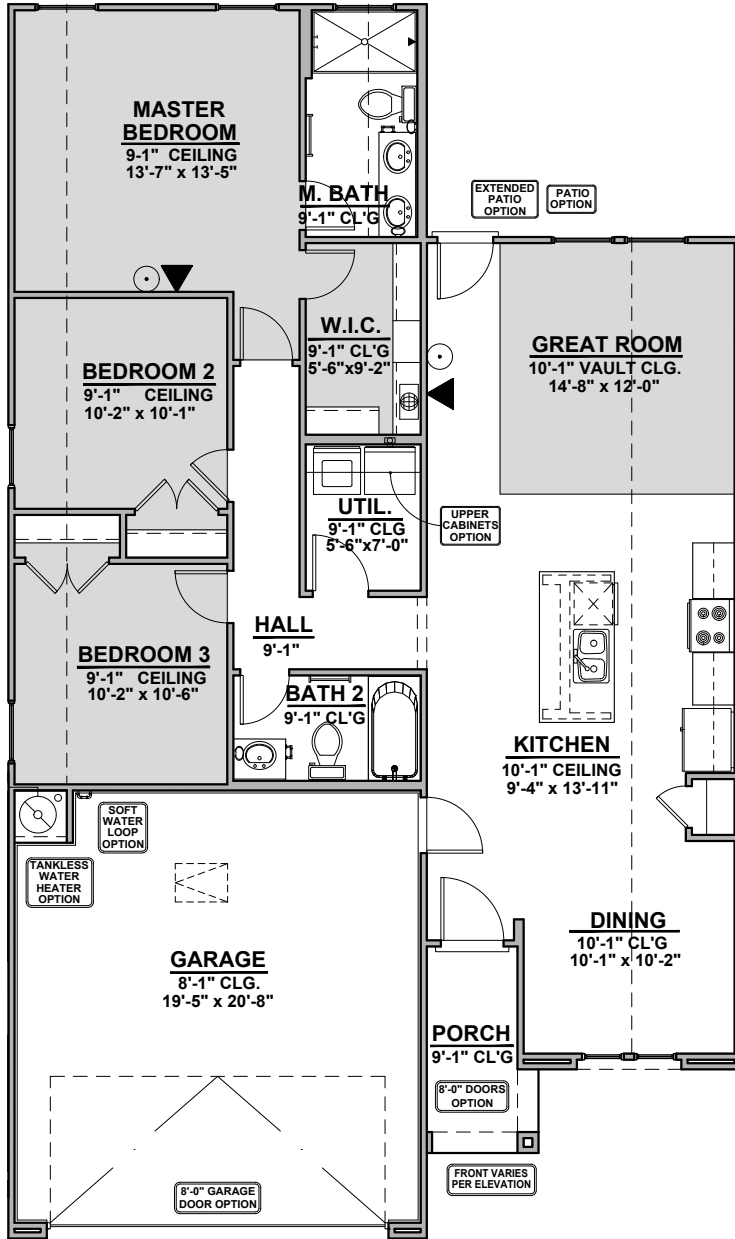 MASTER
BEDROOM
9-1" CEILING
13'-7" x 13'-5"
M. BATH
9'-1" CL'G
EXTENDED
PATIO
OPTION
PATIO
OPTION
W.I.C.
9'-1" CL'G
5'-6"x9'-2"
GREAT ROOM
10'-1" VAULT CLG.
14'-8" x 12'-0"
BEDROOM 2
9'-1" CEILING
10'-2" x 10'-1"
UTIL.
9'-1" CLG
5'-6"x7'-0"
UPPER
CABINETS
OPTION
HALL
9'-1"
BEDROOM 3
9'-1" CEILING
10'-2" x 10'-6"
BATH 2
9'-1" CL'G
KITCHEN
10'-1" CEILING
9'-4" x 13'-11"
SOFT
WATER
LOOP
OPTION
TANKLESS
WATER
HEATER
OPTION
GARAGE
8'-1" CLG.
19'-5" x 20'-8"
DINING
10'-1" CL'G
10'-1" x 10'-2"
PORCH
9'-1" CL'G
8'-0" DOORS
OPTION
8'-0" GARAGE
DOOR OPTION
FRONT VARIES
PER ELEVATION